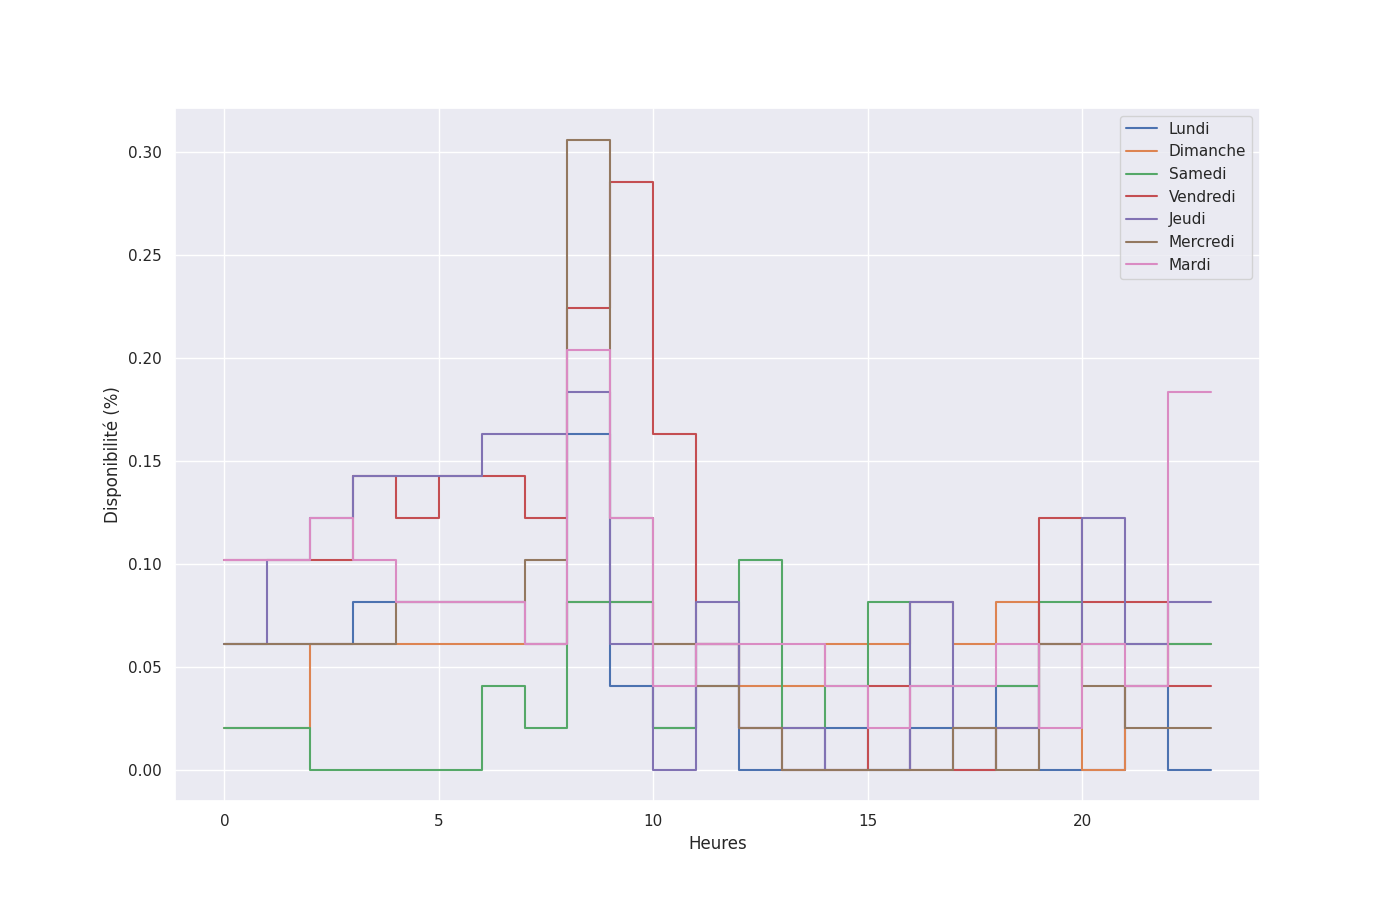 Lundi
Dimanche
Samedi
Vendredi
Jeudi
Mercredi
Mardi
0.30
0.25
0.20
0.15
0.10
0.05
0.00
Disponibilité (%)
0 5 10 15 20
Heures